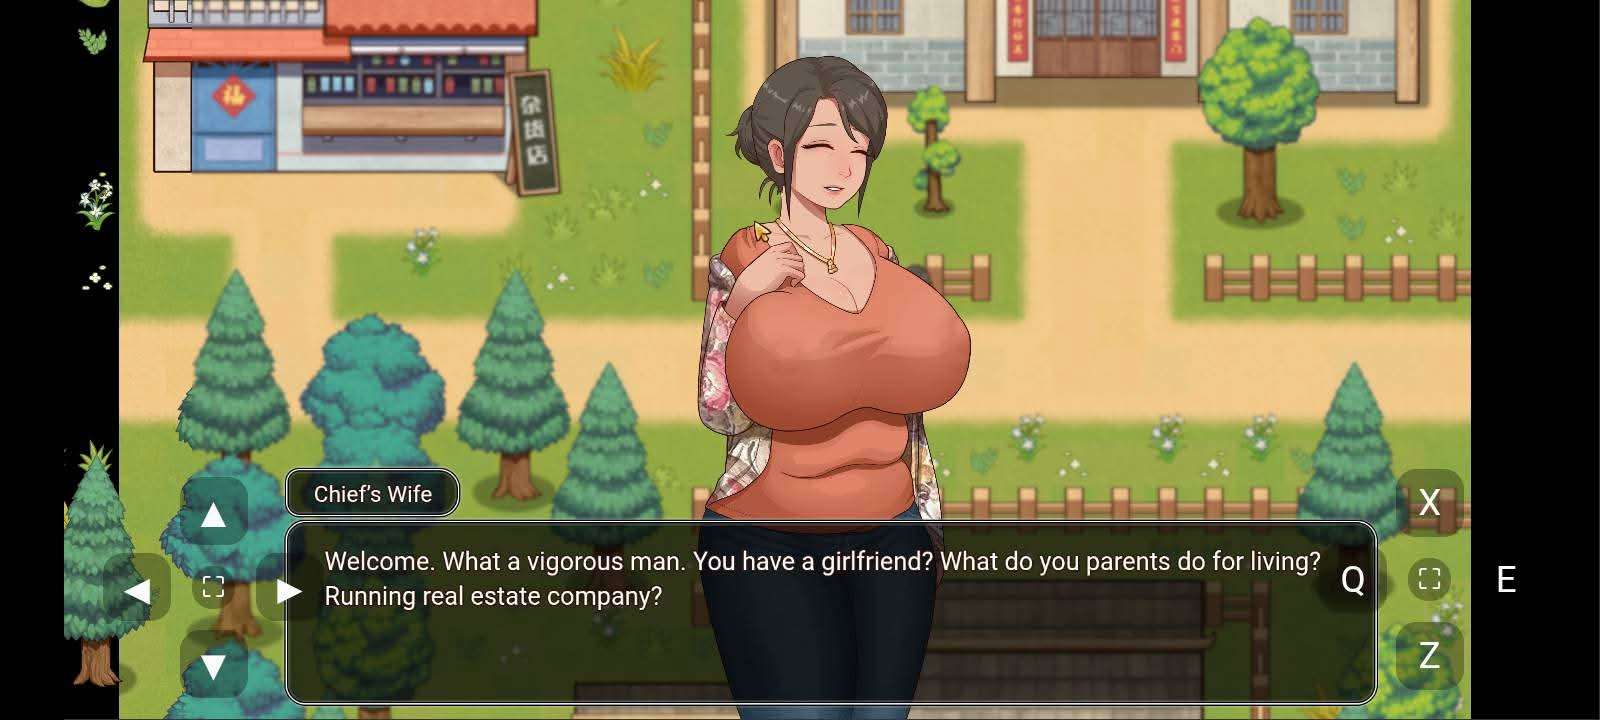 福
杂
货
店
Chief's Wife
Welcome. What a vigorous man. You have a girlfriend? What do you parents do for living?
Running real estate company?
X
Q
E
Z